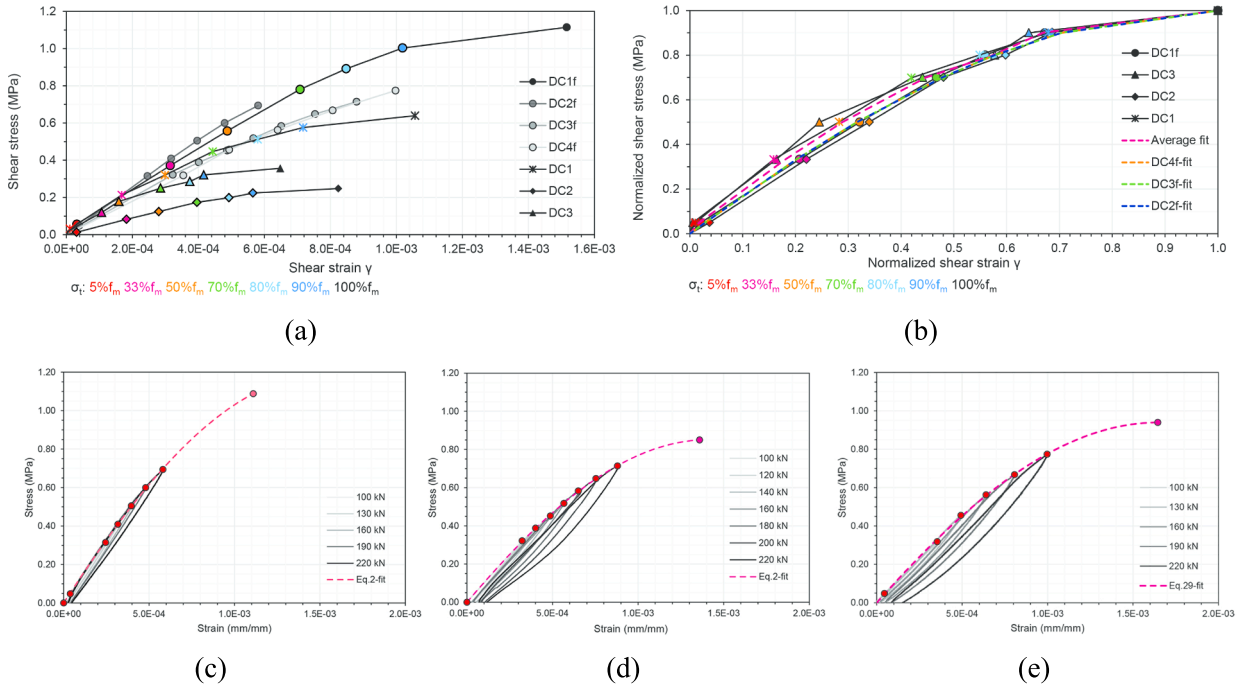 Shear stress (MPa)
1.2
1.0
0.8
0.6
0.4
0.2
0.0
0.0E+00 2.0E-04 4.0E-04 6.0E-04 8.0E-04 1.0E-03 1.2E-03 1.4E-03 1.6E-03
Shear strain γ
DC1f
DC2f
DC3f
DC4f
DC1
DC2
DC3
σt: 5%fm 33%fm 50%fm 70%fm 80%fm 90%fm 100%fm
(a)
Normalized shear stress (MPa)
1.0
0.8
0.6
0.4
0.2
0.0
0.0 0.1 0.2 0.3 0.4 0.5 0.6 0.7 0.8 0.9 1.0
Normalized shear strain γ
DC1f
DC3
DC2
DC1
Average fit
DC4f-fit
DC3f-fit
DC2f-fit
σt: 5%fm 33%fm 50%fm 70%fm 80%fm 90%fm 100%fm
(b)
Stress (MPa)
1.20
1.00
0.80
0.60
0.40
0.20
0.00
0.0E+00 5.0E-04 1.0E-03 1.5E-03 2.0E-03
Strain (mm/mm)
100 kN
130 kN
160 kN
190 kN
220 kN
Eq.2-fit
(c)
Stress (MPa)
1.20
1.00
0.80
0.60
0.40
0.20
0.00
0.0E+00 5.0E-04 1.0E-03 1.5E-03 2.0E-03
Strain (mm/mm)
100 kN
120 kN
140 kN
160 kN
180 kN
200 kN
220 kN
Eq.2-fit
(d)
Stress (MPa)
1.20
1.00
0.80
0.60
0.40
0.20
0.00
0.0E+00 5.0E-04 1.0E-03 1.5E-03 2.0E-03
Strain (mm/mm)
100 kN
130 kN
160 kN
190 kN
220 kN
Eq.29-fit
(e)